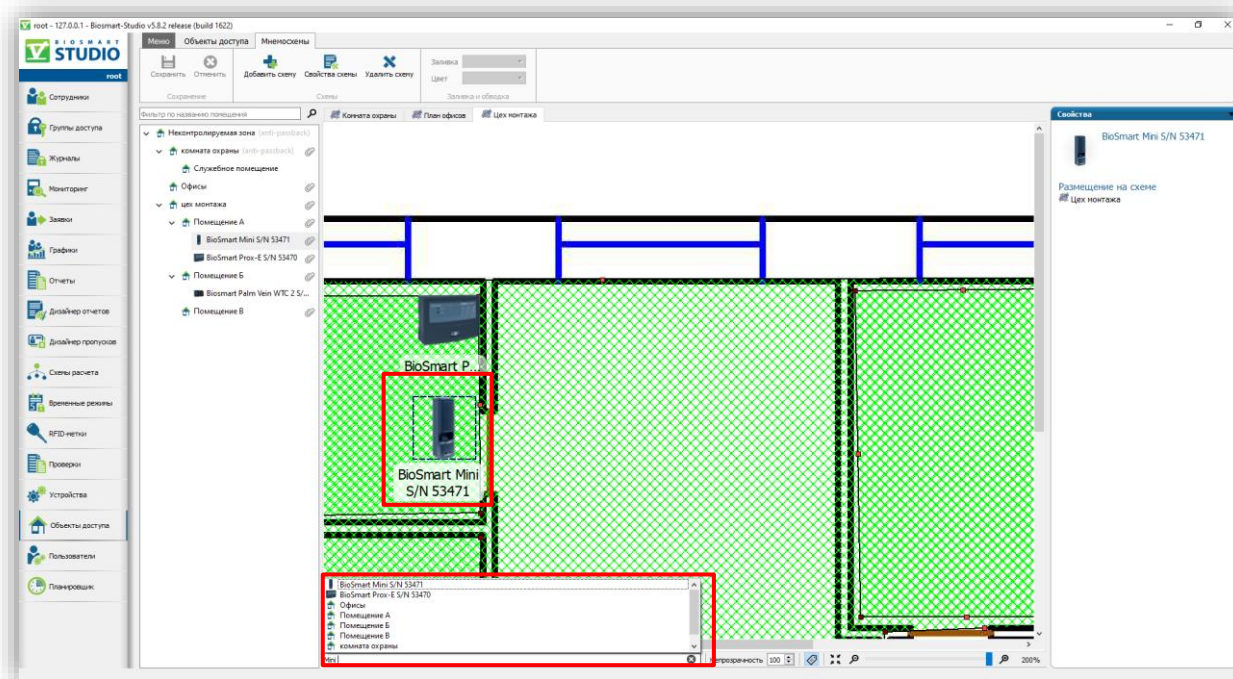 root - 127.0.0.1 - Biosmart-Studio v5.8.2 release (build 1622)
BIOSMART
STUDIO
root
Меню Объекты доступа Мнемосхемы
Сохранить Отменить Добавить схему Свойства схемы Удалить схему Заливка
Цвет
Сохранение Схемы Заливка и обводка
Сотрудники
Группы доступа
Журналы
Мониторинг
Заявки
Графики
Отчеты
Дизайнер отчетов
Дизайнер пропусков
Схемы расчета
Временные режимы
RFID-метки
Проверки
Устройства
Объекты доступа
Пользователи
Планировщик
Фильтр по названию помещения
Неконтролируемая зона (anti-passback)
комната охраны (anti-passback)
Служебное помещение
Офисы
цех монтажа
Помещение А
BioSmart Mini S/N 53471
BioSmart Prox-E S/N 53470
Помещение Б
Biosmart Palm Vein WTC 2 S/...
Помещение В
Комната охраны План офисов Цех монтажа
BioSmart P...
BioSmart Mini
S/N 53471
BioSmart Mini S/N 53471
BioSmart Prox-E S/N 53470
Офисы
Помещение А
Помещение Б
Помещение В
комната охраны
Mini
Непрозрачность 100 200%
Свойства
BioSmart Mini S/N 53471
Размещение на схеме
Цех монтажа